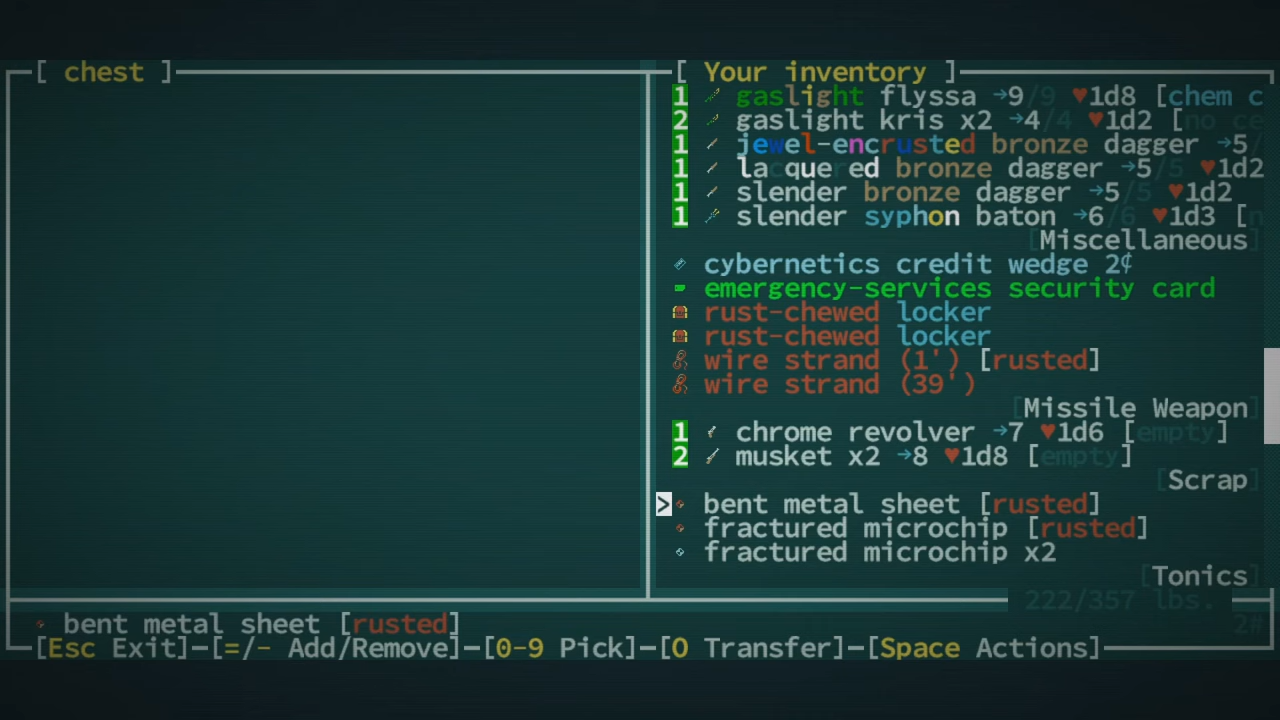 [ chest ]
[ Your inventory ]
1 gaslight flyssa →9/9 ♥1d8 [chem c
2 gaslight kris x2 →4/4 ♥1d2 [no ce
1 jewel-encrusted bronze dagger →5/
1 lacquered bronze dagger →5/5 ♥1d2
1 slender bronze dagger →5/5 ♥1d2
1 slender syphon baton →6/6 ♥1d3 [n
[Miscellaneous]
cybernetics credit wedge 2¢
emergency-services security card
rust-chewed locker
rust-chewed locker
wire strand (1') [rusted]
wire strand (39')
[Missile Weapon]
1 chrome revolver →7 ♥1d6 [empty]
2 musket x2 →8 ♥1d8 [empty]
[Scrap]
> bent metal sheet [rusted]
fractured microchip [rusted]
fractured microchip x2
[Tonics]
222/357 lbs.
bent metal sheet [rusted]
2#
[Esc Exit]—[=/- Add/Remove]—[0-9 Pick]—[O Transfer]—[Space Actions]